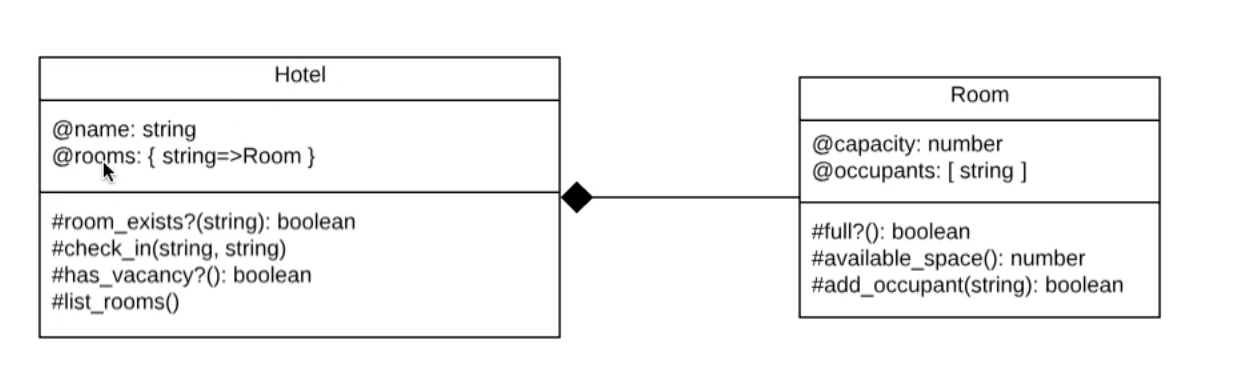 Hotel
@name: string
@rooms: { string=>Room }
#room_exists?(string): boolean
#check_in(string, string)
#has_vacancy?(): boolean
#list_rooms()
Room
@capacity: number
@occupants: [ string ]
#full?(): boolean
#available_space(): number
#add_occupant(string): boolean